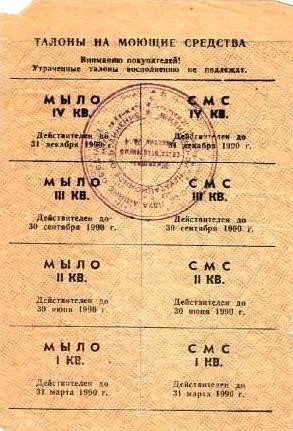 ТАЛОНЫ НА МОЮЩИЕ СРЕДСТВА
Вниманию покупателей!
Утраченные талоны восполнению не подлежат.
МЫЛО
IV КВ.
Действителен до
31 декабря 1990 г.
СМС
IV КВ.
Действителен до
31 декабря 1990 г.
МЫЛО
III КВ.
Действителен до
30 сентября 1990 г.
СМС
III КВ.
Действителен до
30 сентября 1990 г.
МЫЛО
II КВ.
Действителен до
30 июня 1990 г.
СМС
II КВ.
Действителен до
30 июня 1990 г.
МЫЛО
I КВ.
Действителен до
31 марта 1990 г.
СМС
I КВ.
Действителен до
31 марта 1990 г.